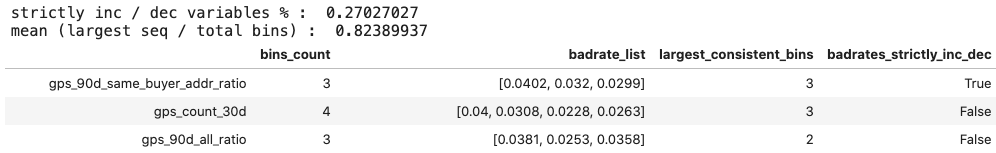 strictly inc / dec variables % :  0.27027027
mean (largest seq / total bins) :  0.82389937
bins_count badrate_list largest_consistent_bins badrates_strictly_inc_dec
gps_90d_same_buyer_addr_ratio 3 [0.0402, 0.032, 0.0299] 3 True
gps_count_30d 4 [0.04, 0.0308, 0.0228, 0.0263] 3 False
gps_90d_all_ratio 3 [0.0381, 0.0253, 0.0358] 2 False